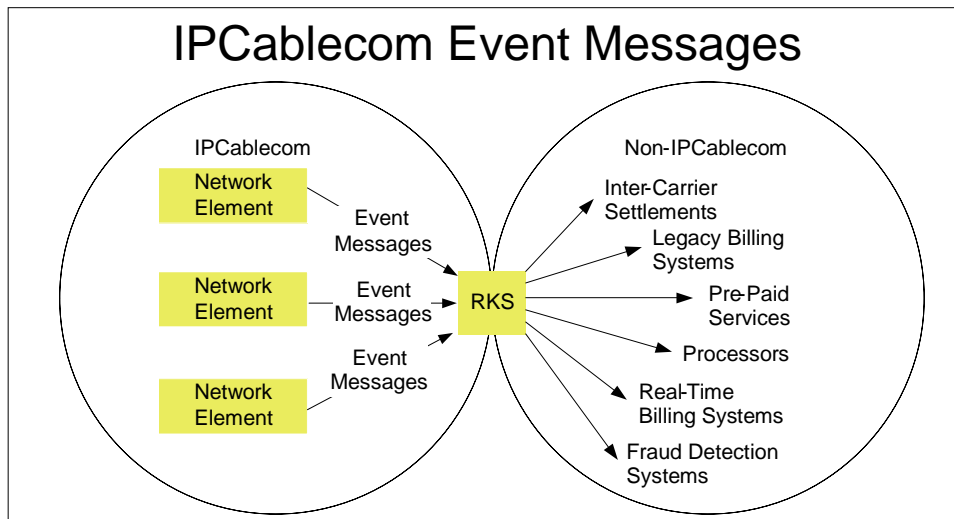 IPCablecom Event Messages
IPCablecom
Network
Element
Event
Messages
Network
Element
Event
Messages
Network
Element
Event
Messages
RKS
Non-IPCablecom
Inter-Carrier
Settlements
Legacy Billing
Systems
Pre-Paid
Services
Processors
Real-Time
Billing Systems
Fraud Detection
Systems